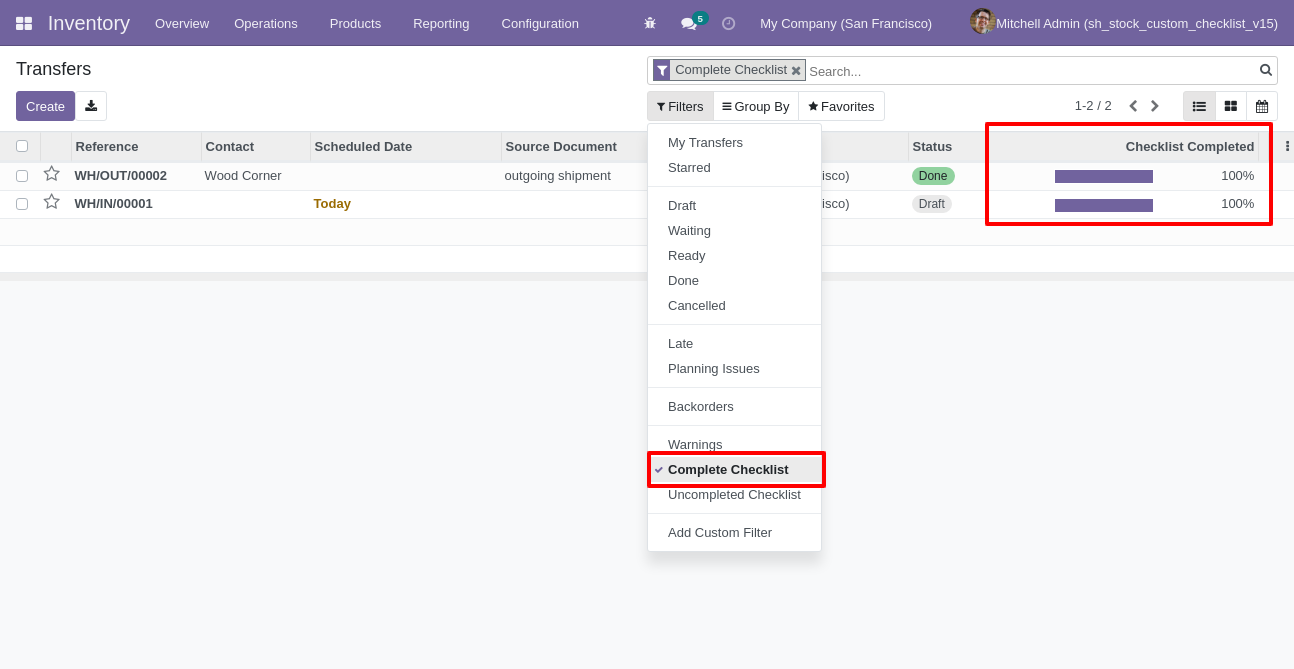 Inventory Overview Operations Products Reporting Configuration 5 My Company (San Francisco) Mitchell Admin (sh_stock_custom_checklist_v15)
Transfers
Complete Checklist Search...
Create Filters Group By Favorites 1-2 / 2
Reference Contact Scheduled Date Source Document Status Checklist Completed
WH/OUT/00002 Wood Corner outgoing shipment isco) Done 100%
WH/IN/00001 Today isco) Draft 100%
My Transfers
Starred
Draft
Waiting
Ready
Done
Cancelled
Late
Planning Issues
Backorders
Warnings
Complete Checklist
Uncompleted Checklist
Add Custom Filter